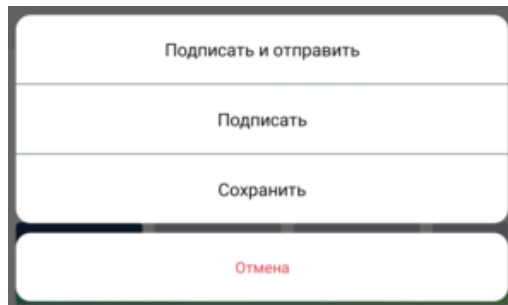 Подписать и отправить
Подписать
Сохранить
Отмена